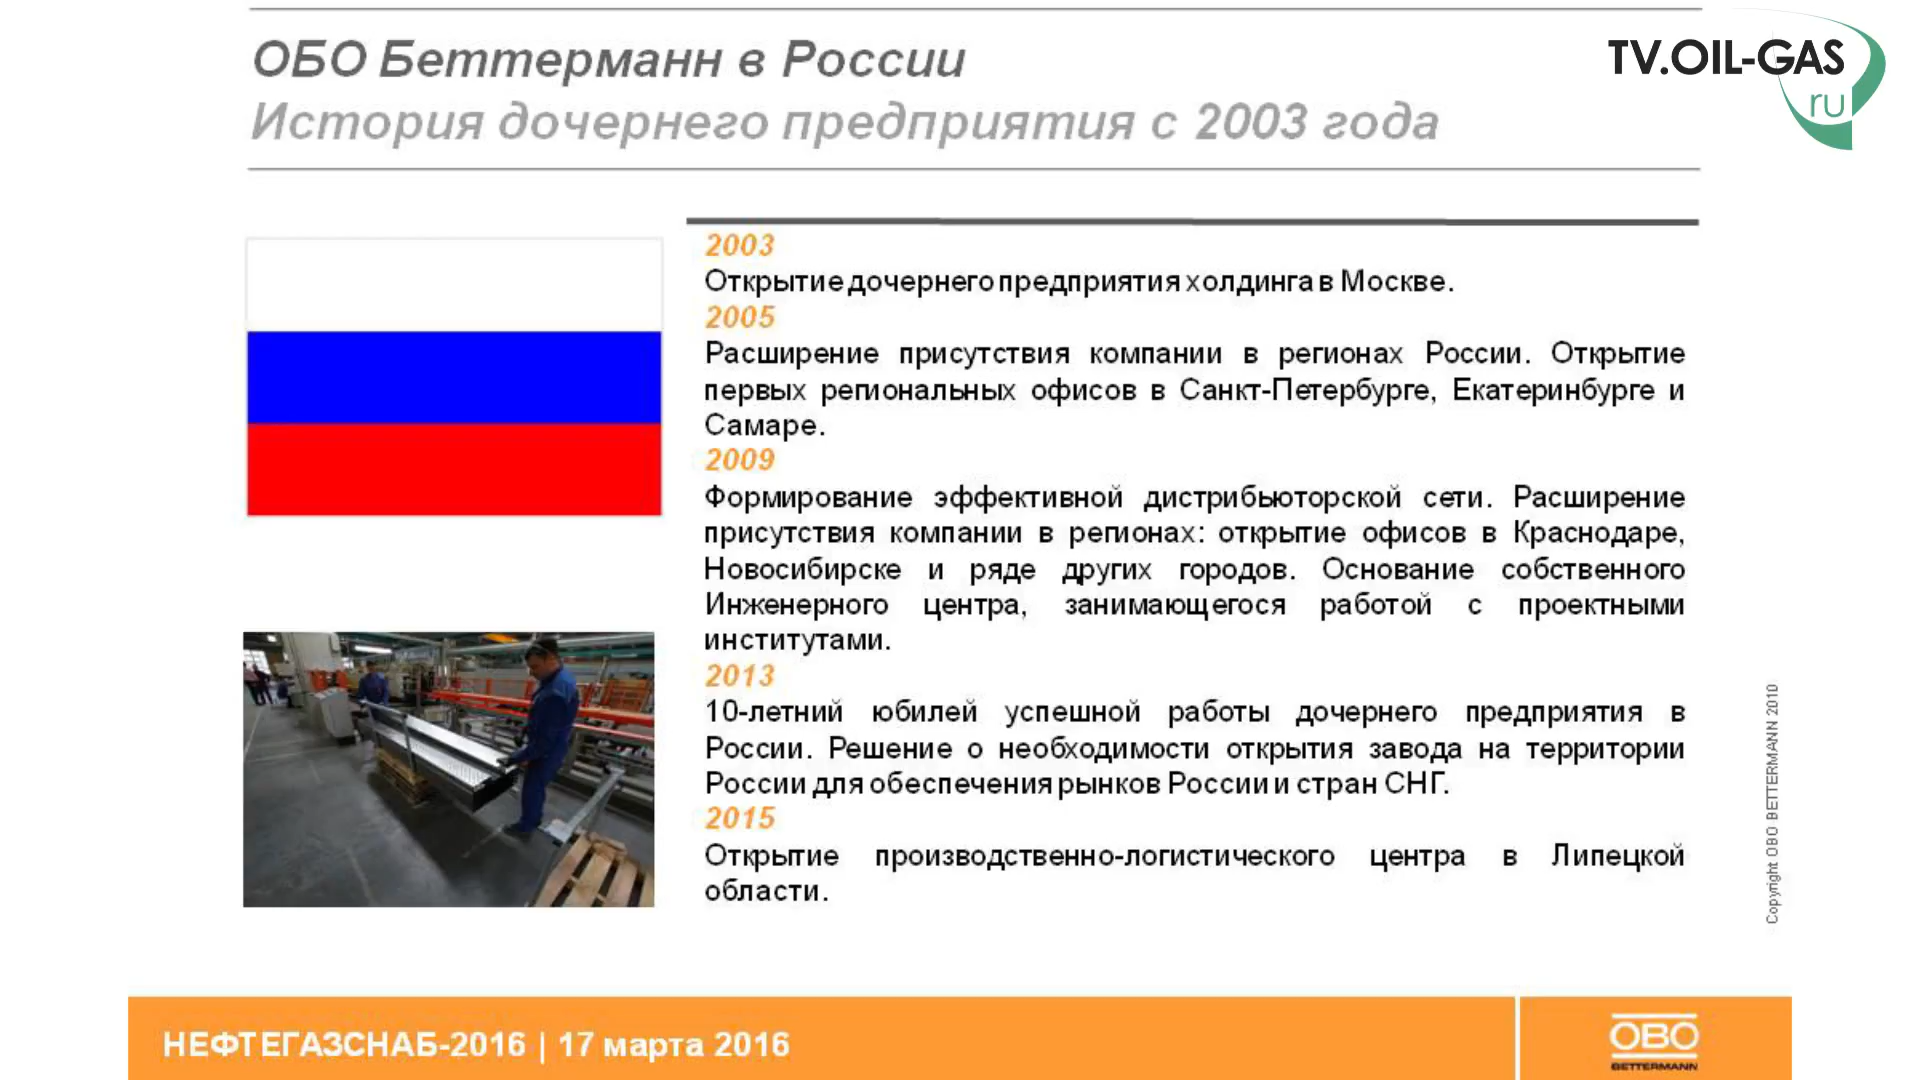 ОБО Беттерманн в России
История дочернего предприятия с 2003 года
TV.OIL-GAS
ru
2003
Открытие дочернего предприятия холдинга в Москве.
2005
Расширение присутствия компании в регионах России. Открытие
первых региональных офисов в Санкт-Петербурге, Екатеринбурге и
Самаре.
2009
Формирование эффективной дистрибьюторской сети. Расширение
присутствия компании в регионах: открытие офисов в Краснодаре,
Новосибирске и ряде других городов. Основание собственного
Инженерного центра, занимающегося работой с проектными
институтами.
2013
10-летний юбилей успешной работы дочернего предприятия в
России. Решение о необходимости открытия завода на территории
России для обеспечения рынков России и стран СНГ.
2015
Открытие производственно-логистического центра в Липецкой
области.
Copyright OBO BETTERMANN 2010
НЕФТЕГАЗСНАБ-2016 | 17 марта 2016
OBO
BETTERMANN